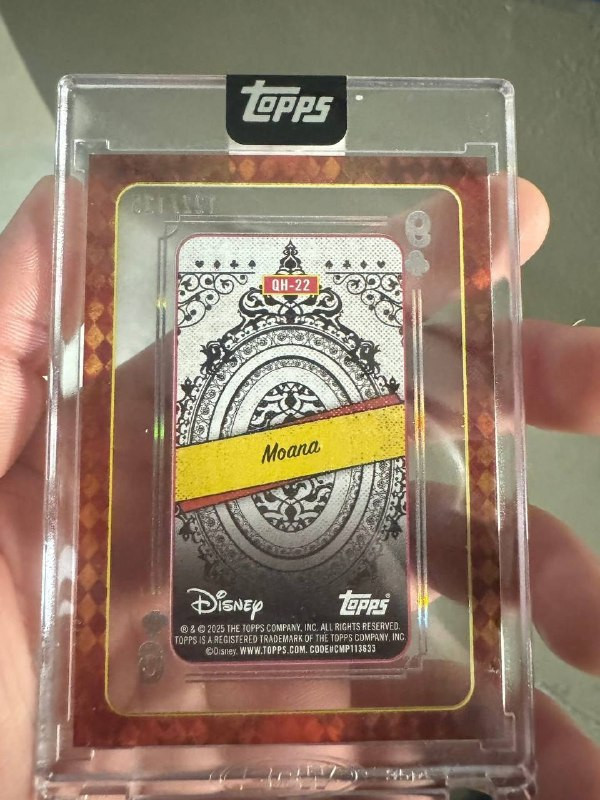 Topps
QH-22
Moana
Disney
Topps®
® & © 2025 THE TOPPS COMPANY, INC. ALL RIGHTS RESERVED.
TOPPS IS A REGISTERED TRADEMARK OF THE TOPPS COMPANY, INC.
©Disney. WWW.TOPPS.COM. CODE#CMP113633